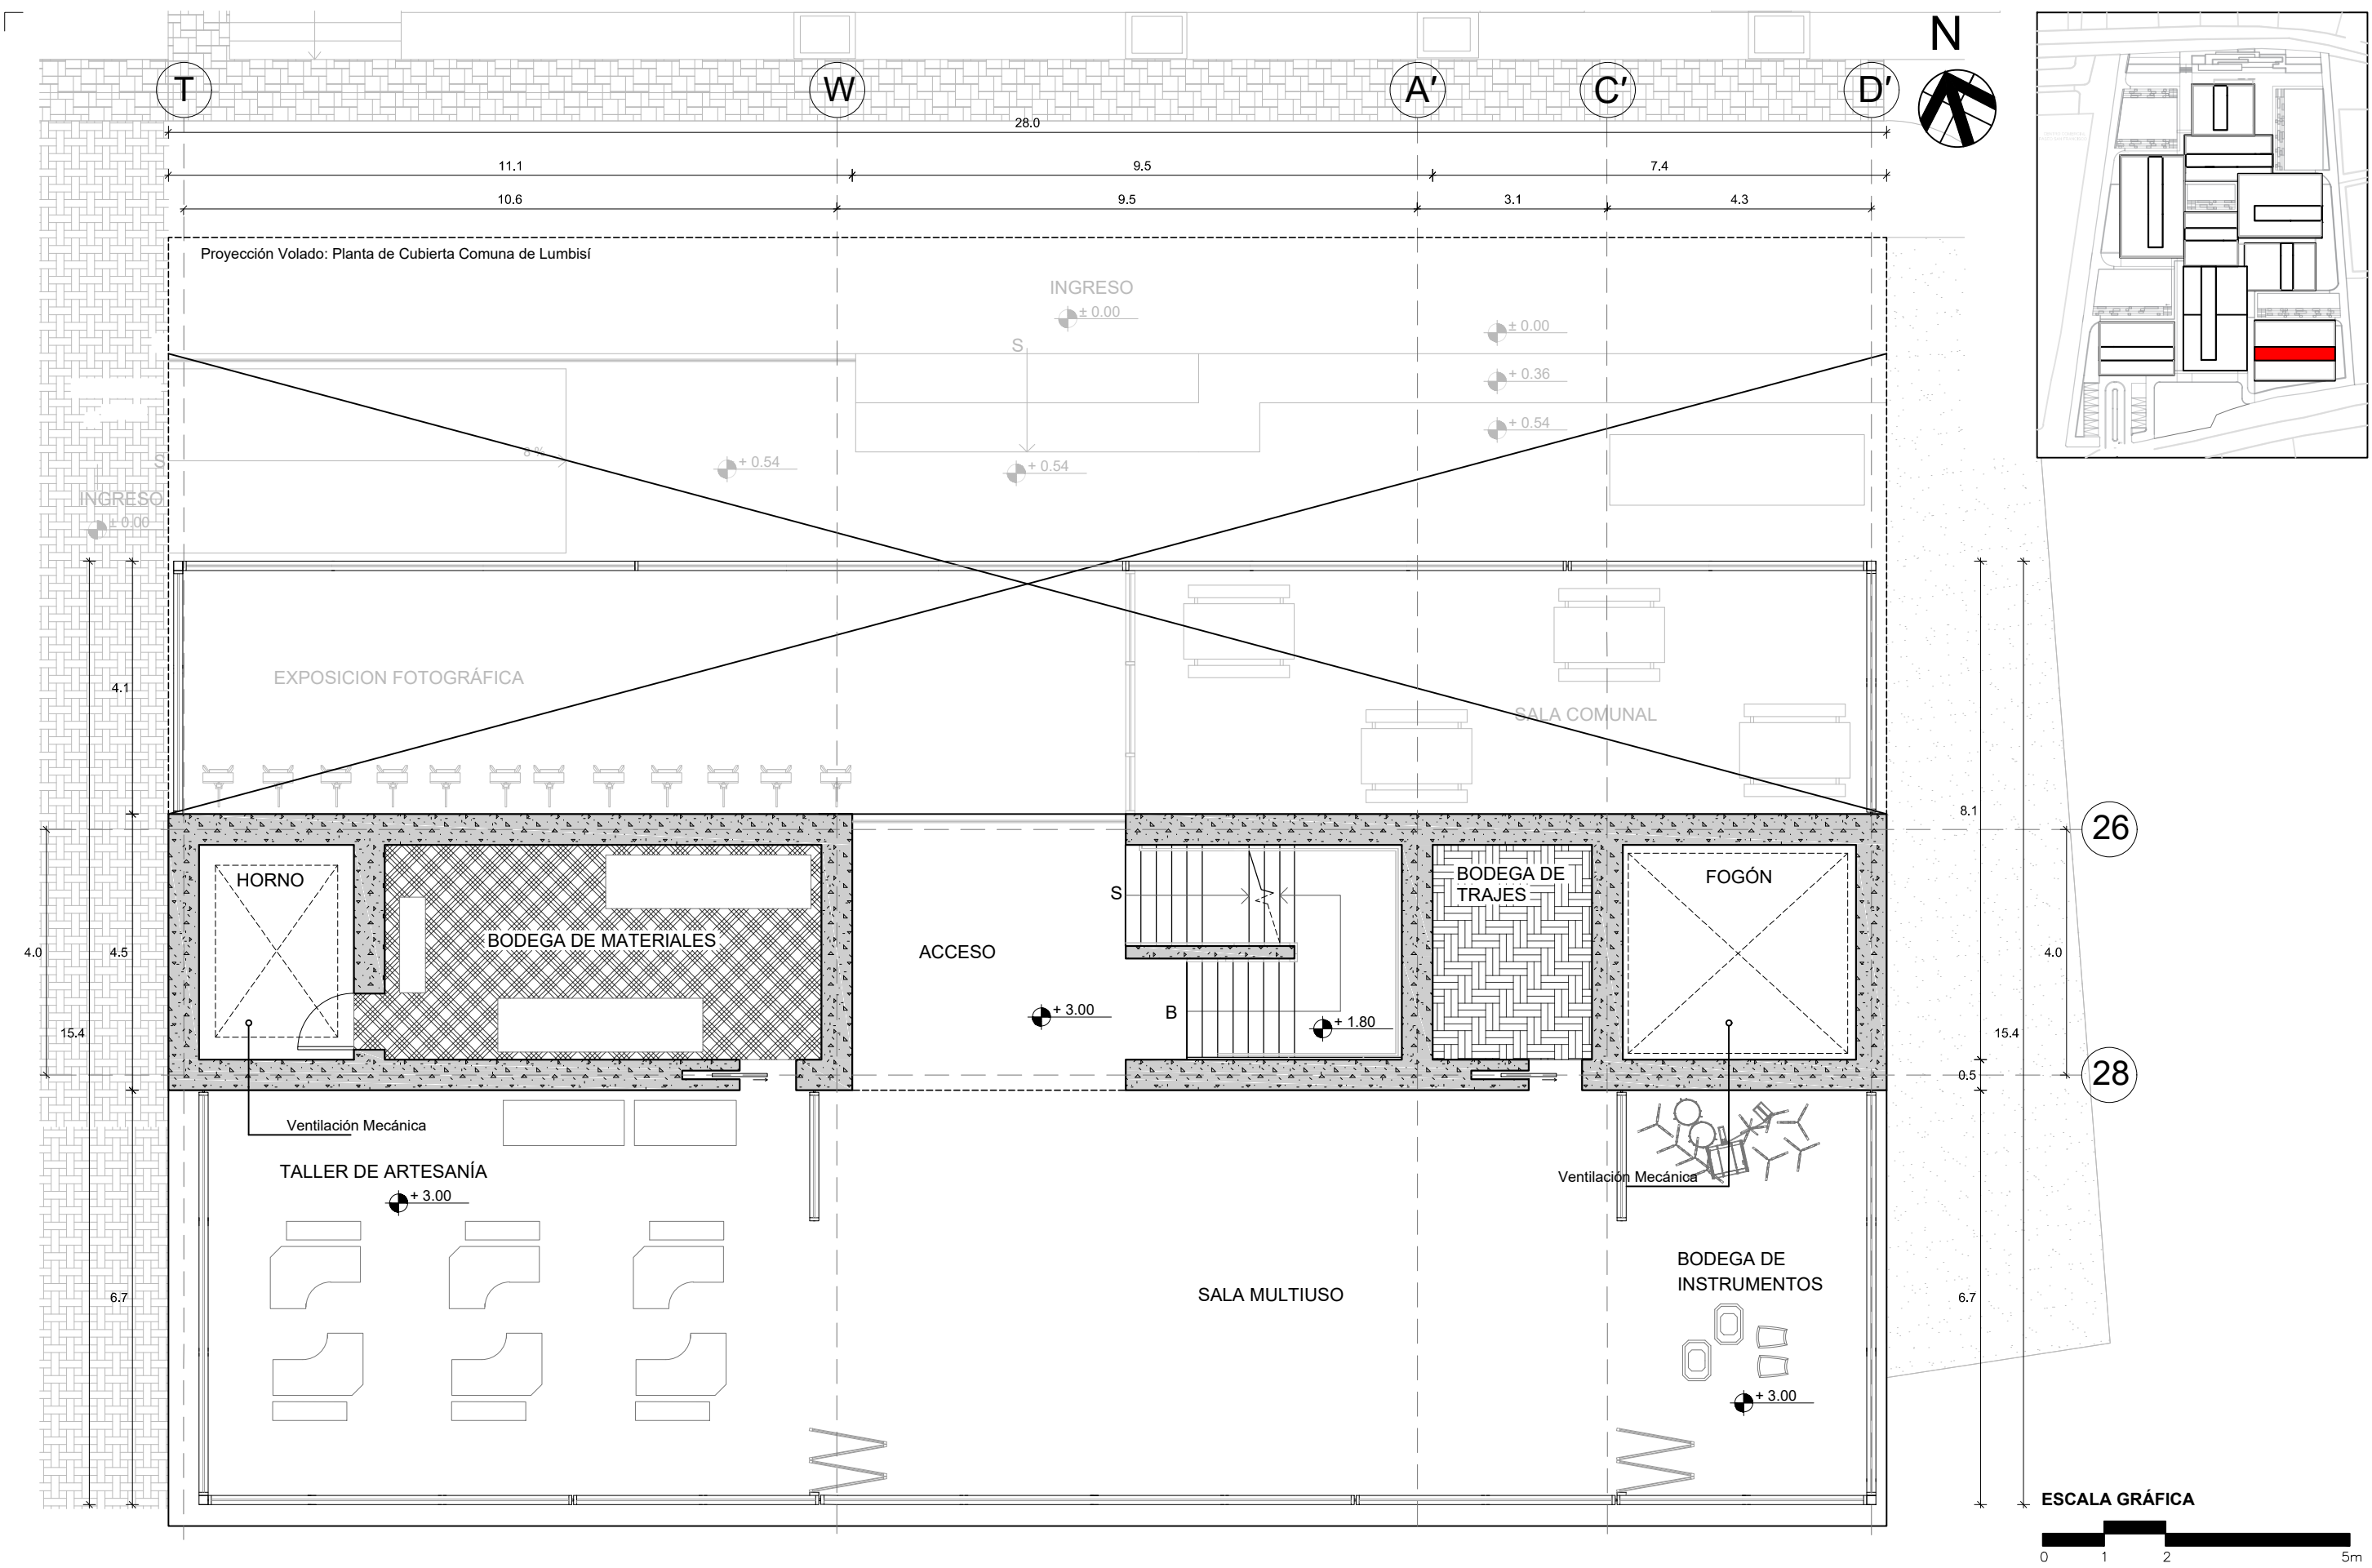 N
T
W
A'
C'
D'
28.0
11.1
9.5
7.4
10.6
9.5
3.1
4.3
Proyección Volado: Planta de Cubierta Comuna de Lumbisí
INGRESO
± 0.00
± 0.00
S
+ 0.36
+ 0.54
8 %
S
+ 0.54
+ 0.54
INGRESO
± 0.00
EXPOSICION FOTOGRÁFICA
SALA COMUNAL
4.1
8.1
26
HORNO
BODEGA DE
TRAJES
FOGÓN
S
BODEGA DE MATERIALES
ACCESO
4.0
4.5
4.0
B
+ 3.00
+ 1.80
15.4
15.4
0.5
28
Ventilación Mecánica
TALLER DE ARTESANÍA
+ 3.00
Ventilación Mecánica
BODEGA DE
INSTRUMENTOS
SALA MULTIUSO
6.7
6.7
+ 3.00
ESCALA GRÁFICA
0 1 2 5m